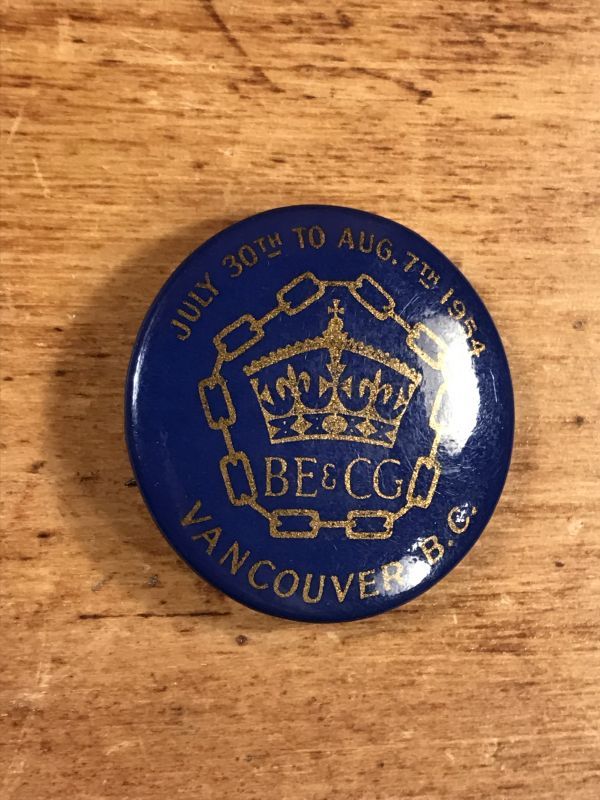 JULY 30TH TO AUG. 7TH 1954
BE & CG
VANCOUVER B.C.